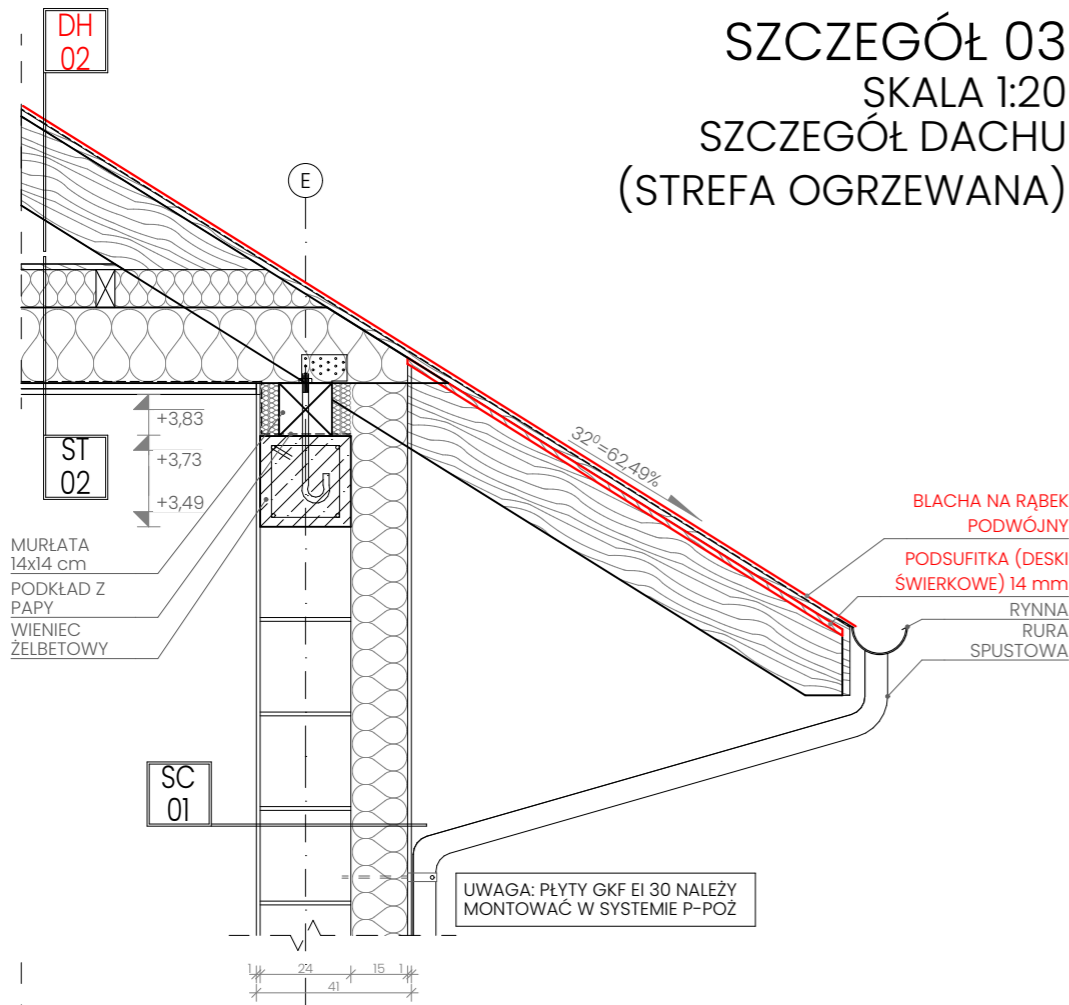 DH
02
SZCZEGÓŁ 03
SKALA 1:20
SZCZEGÓŁ DACHU
(STREFA OGRZEWANA)
E
+3,83
ST
02
+3,73
+3,49
32⁰=62,49%
MURŁATA
14x14 cm
PODKŁAD Z
PAPY
WIENIEC
ŻELBETOWY
BLACHA NA RĄBEK
PODWÓJNY
PODSUFITKA (DESKI
ŚWIERKOWE) 14 mm
RYNNA
RURA
SPUSTOWA
SC
01
UWAGA: PŁYTY GKF EI 30 NALEŻY
MONTOWAĆ W SYSTEMIE P-POŻ
1 24 15 1
41